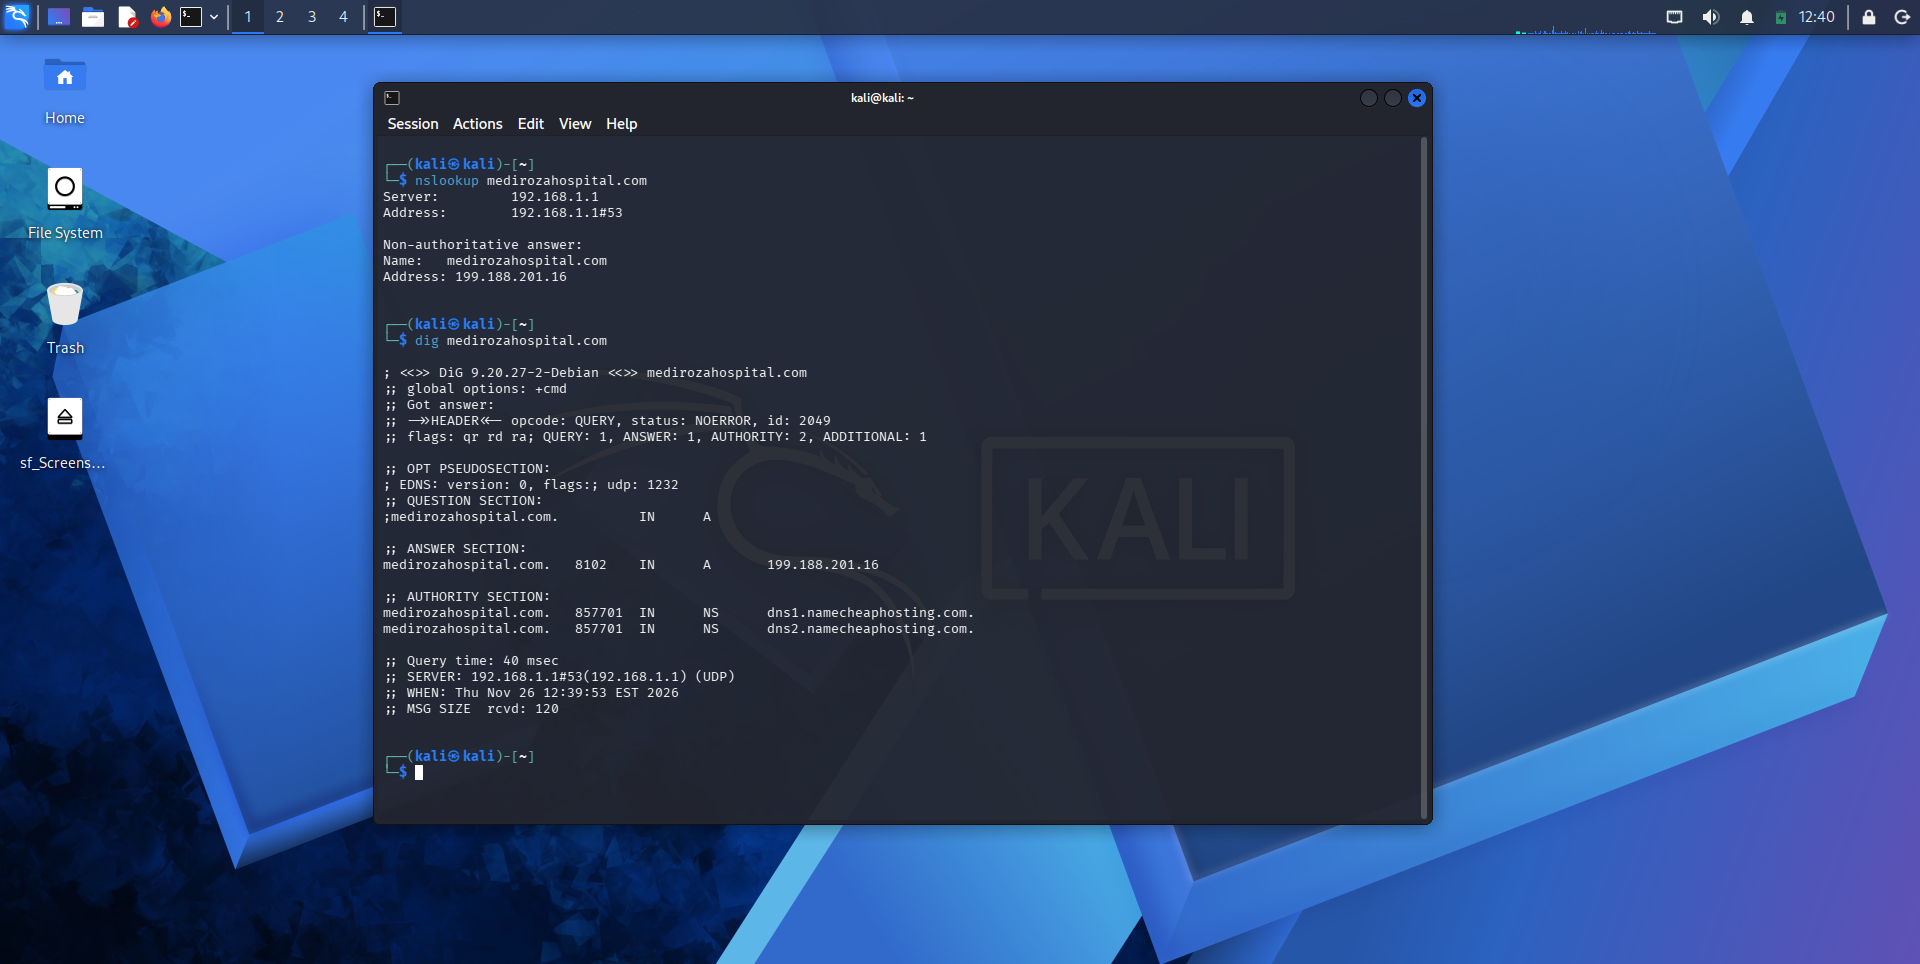 1 2 3 4 12:40
Home
File System
Trash
sf_Screens...
kali@kali: ~
Session Actions Edit View Help
┌──(kali㉿kali)-[~]
└─$ nslookup medirozahospital.com
Server:         192.168.1.1
Address:        192.168.1.1#53
Non-authoritative answer:
Name:   medirozahospital.com
Address: 199.188.201.16
┌──(kali㉿kali)-[~]
└─$ dig medirozahospital.com
; <<>> DiG 9.20.27-2-Debian <<>> medirozahospital.com
;; global options: +cmd
;; Got answer:
;; ->>HEADER<<- opcode: QUERY, status: NOERROR, id: 2049
;; flags: qr rd ra; QUERY: 1, ANSWER: 1, AUTHORITY: 2, ADDITIONAL: 1
;; OPT PSEUDOSECTION:
; EDNS: version: 0, flags:; udp: 1232
;; QUESTION SECTION:
;medirozahospital.com.          IN      A
;; ANSWER SECTION:
medirozahospital.com.   8102    IN      A       199.188.201.16
;; AUTHORITY SECTION:
medirozahospital.com.   857701  IN      NS      dns1.namecheaphosting.com.
medirozahospital.com.   857701  IN      NS      dns2.namecheaphosting.com.
;; Query time: 40 msec
;; SERVER: 192.168.1.1#53(192.168.1.1) (UDP)
;; WHEN: Thu Nov 26 12:39:53 EST 2026
;; MSG SIZE  rcvd: 120
┌──(kali㉿kali)-[~]
└─$
KALI